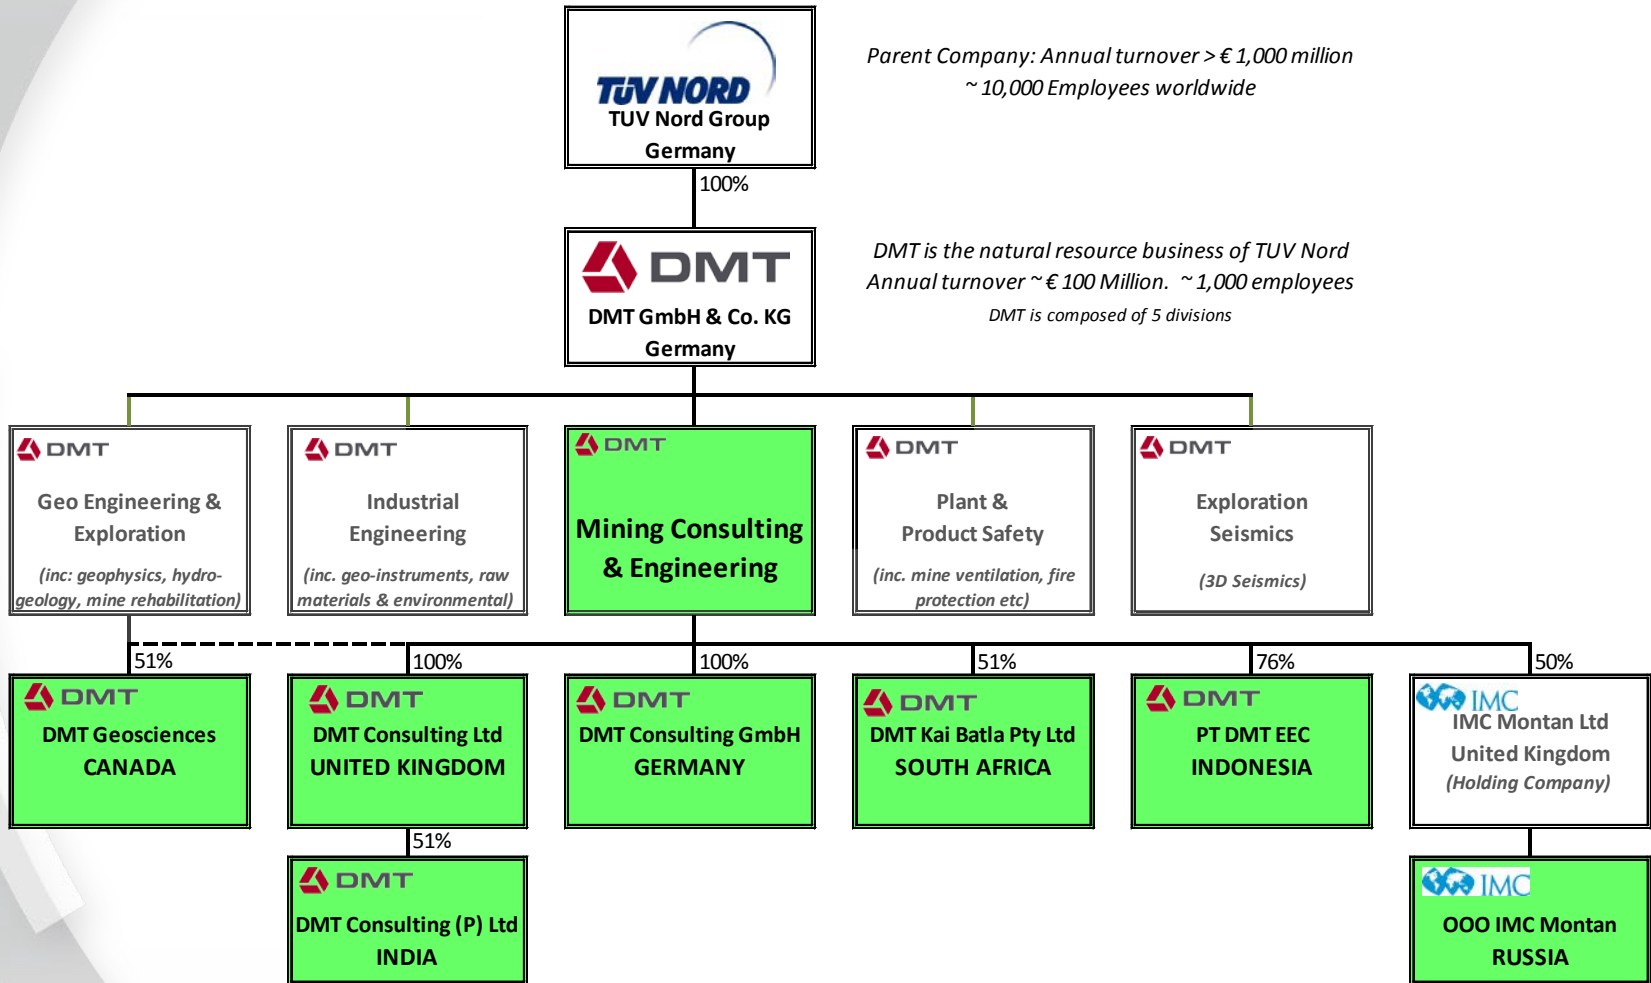 TÜV NORD
TUV Nord Group
Germany
Parent Company: Annual turnover > € 1,000 million
~ 10,000 Employees worldwide
100%
DMT
DMT GmbH & Co. KG
Germany
DMT is the natural resource business of TUV Nord
Annual turnover ~ € 100 Million. ~ 1,000 employees
DMT is composed of 5 divisions
DMT
Geo Engineering &
Exploration
(inc: geophysics, hydro-
geology, mine rehabilitation)
DMT
Industrial
Engineering
(inc. geo-instruments, raw
materials & environmental)
DMT
Mining Consulting
& Engineering
DMT
Plant &
Product Safety
(inc. mine ventilation, fire
protection etc)
DMT
Exploration
Seismics
(3D Seismics)
51%
DMT
DMT Geosciences
CANADA
100%
DMT
DMT Consulting Ltd
UNITED KINGDOM
100%
DMT
DMT Consulting GmbH
GERMANY
51%
DMT
DMT Kai Batla Pty Ltd
SOUTH AFRICA
76%
DMT
PT DMT EEC
INDONESIA
50%
IMC
IMC Montan Ltd
United Kingdom
(Holding Company)
51%
DMT
DMT Consulting (P) Ltd
INDIA
IMC
OOO IMC Montan
RUSSIA